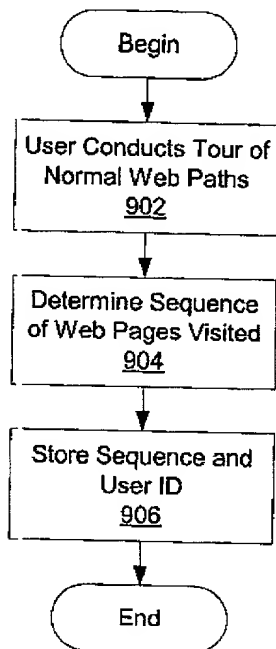 Begin
User Conducts Tour of
Normal Web Paths
902
Determine Sequence
of Web Pages Visited
904
Store Sequence and
User ID
906
End